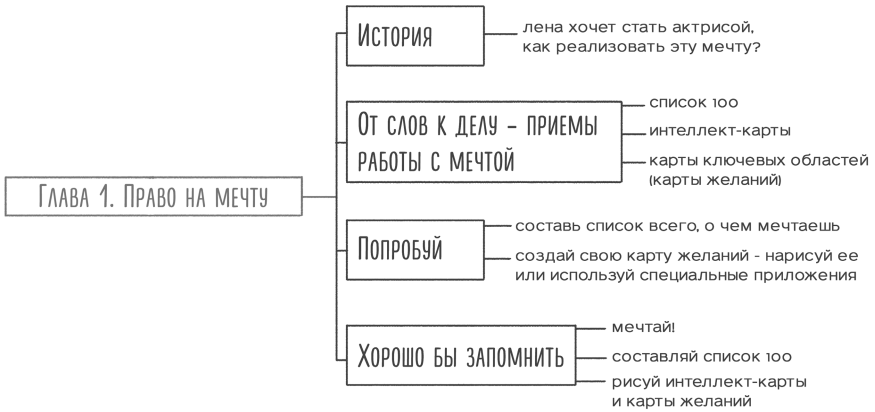 Глава 1. Право на мечту
История
лена хочет стать актрисой,
как реализовать эту мечту?
От слов к делу – приемы
работы с мечтой
список 100
интеллект-карты
карты ключевых областей
(карты желаний)
Попробуй
составь список всего, о чем мечтаешь
создай свою карту желаний - нарисуй ее
или используй специальные приложения
Хорошо бы запомнить
мечтай!
составляй список 100
рисуй интеллект-карты
и карты желаний